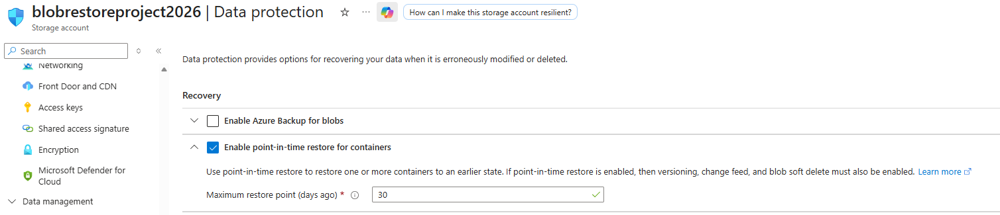 blobrestoreproject2026 | Data protection
How can I make this storage account resilient?
Storage account
Search
Networking
Front Door and CDN
Access keys
Shared access signature
Encryption
Microsoft Defender for
Cloud
Data management
Data protection provides options for recovering your data when it is erroneously modified or deleted.
Recovery
Enable Azure Backup for blobs
Enable point-in-time restore for containers
Use point-in-time restore to restore one or more containers to an earlier state. If point-in-time restore is enabled, then versioning, change feed, and blob soft delete must also be enabled. Learn more
Maximum restore point (days ago) * 30